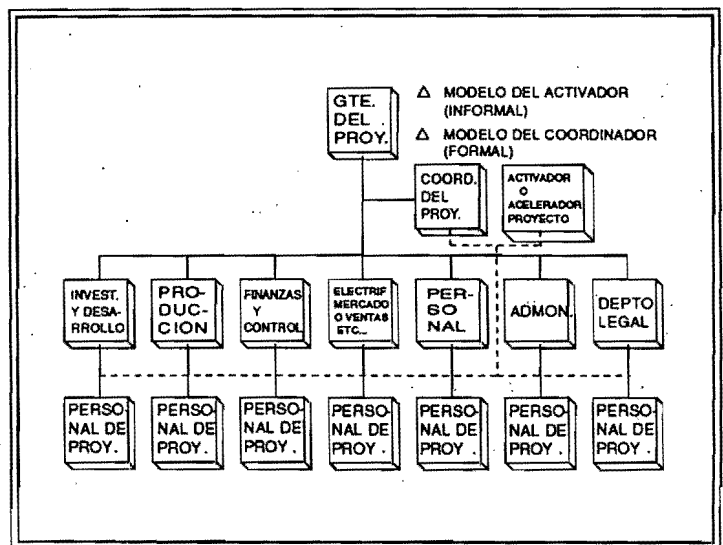 GTE.
DEL
PROY.
△ MODELO DEL ACTIVADOR
(INFORMAL)
△ MODELO DEL COORDINADOR
(FORMAL)
COORD.
DEL
PROY.
ACTIVADOR
O
ACELERADOR
PROYECTO
INVEST.
Y DESA-
RROLLO
PRO-
DUC-
CION
FINANZAS
Y
CONTROL
ELECTRIF
MERCADO
O VENTAS
ETC...
PER-
SO
NAL
ADMON.
DEPTO
LEGAL
PERSO-
NAL DE
PROY.
PERSO-
NAL DE
PROY.
PERSO-
NAL DE
PROY.
PERSO-
NAL DE
PROY.
PERSO-
NAL DE
PROY.
PERSO-
NAL DE
PROY.
PERSO-
NAL DE
PROY.